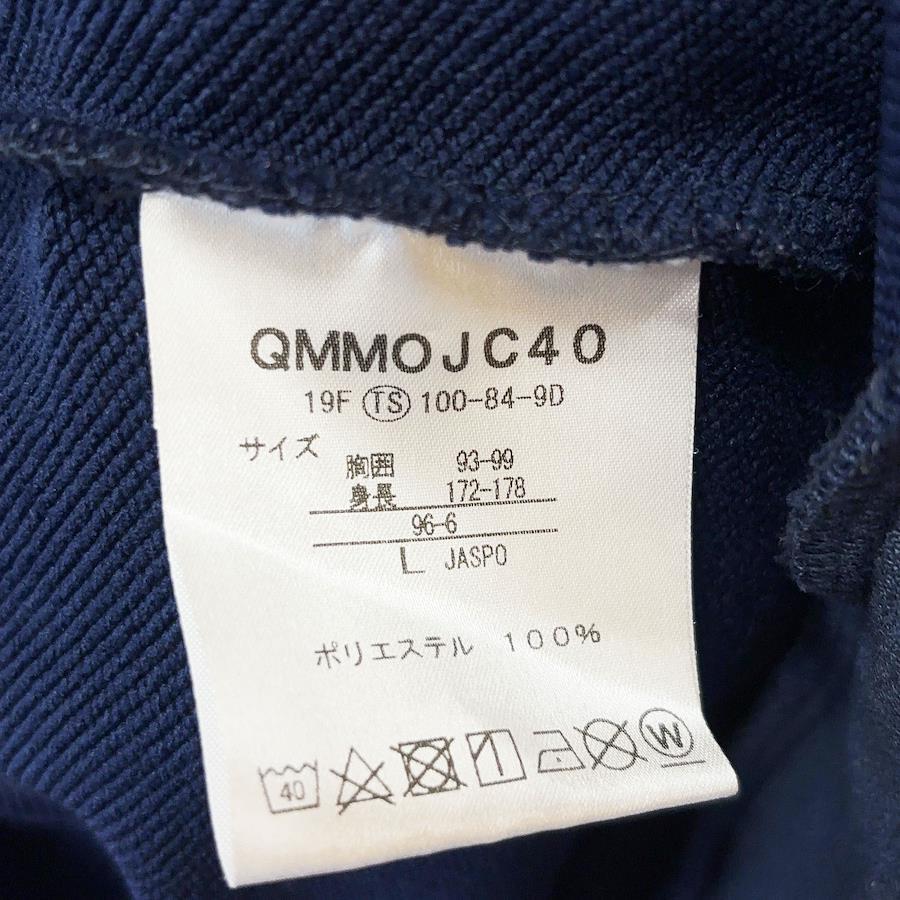 QMMOJC40
19F TS 100-84-9D
サイズ
胸囲 93-99
身長 172-178
96-6
L JASPO
ポリエステル 100%
40 W